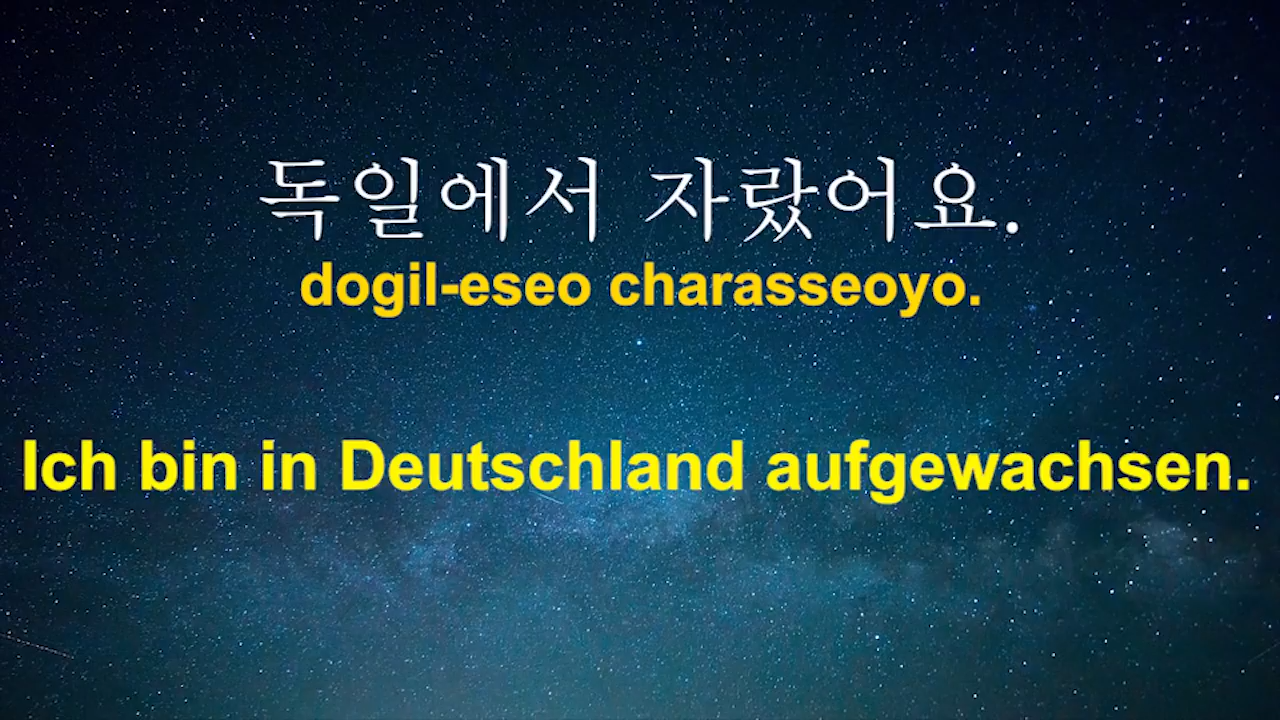 독일에서 자랐어요.
dogil-eseo charasseoyo.
Ich bin in Deutschland aufgewachsen.